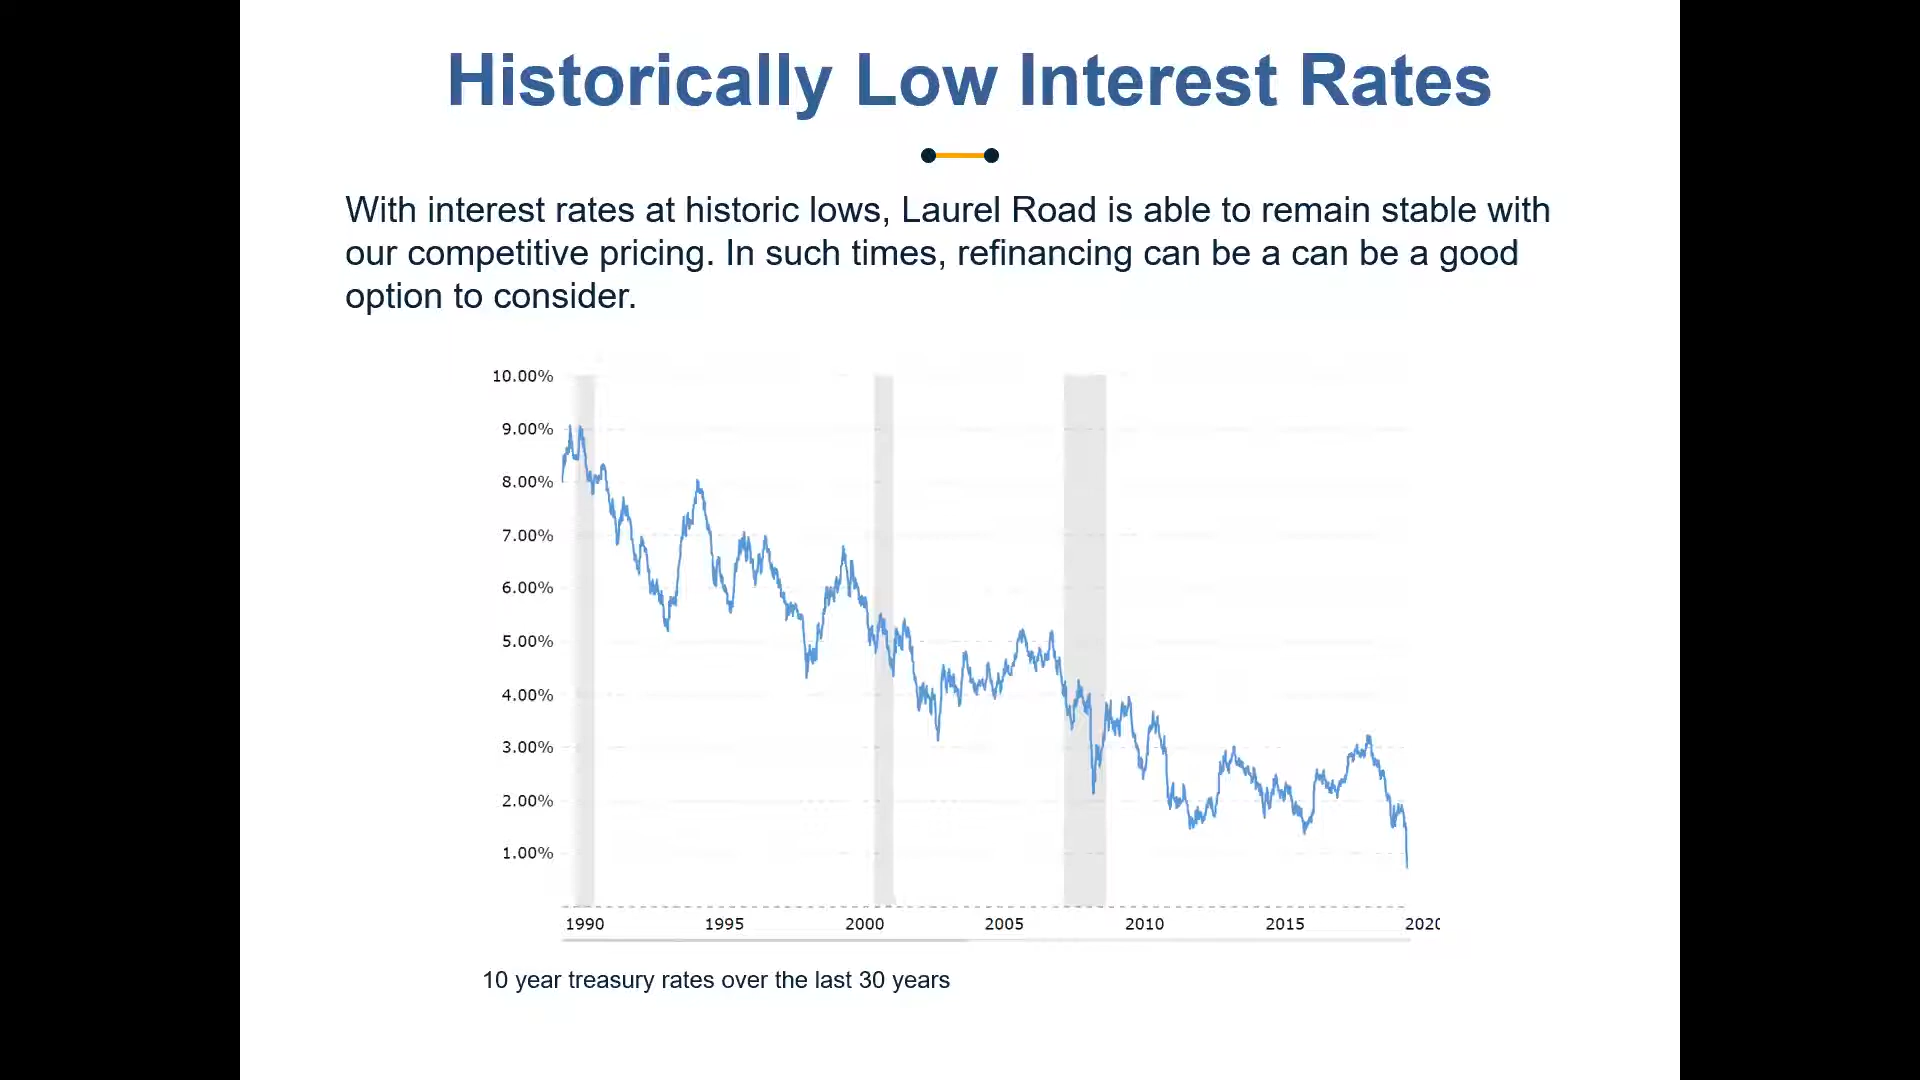 Historically Low Interest Rates
With interest rates at historic lows, Laurel Road is able to remain stable with
our competitive pricing. In such times, refinancing can be a can be a good
option to consider.
10.00%
9.00%
8.00%
7.00%
6.00%
5.00%
4.00%
3.00%
2.00%
1.00%
1990 1995 2000 2005 2010 2015 2020
10 year treasury rates over the last 30 years